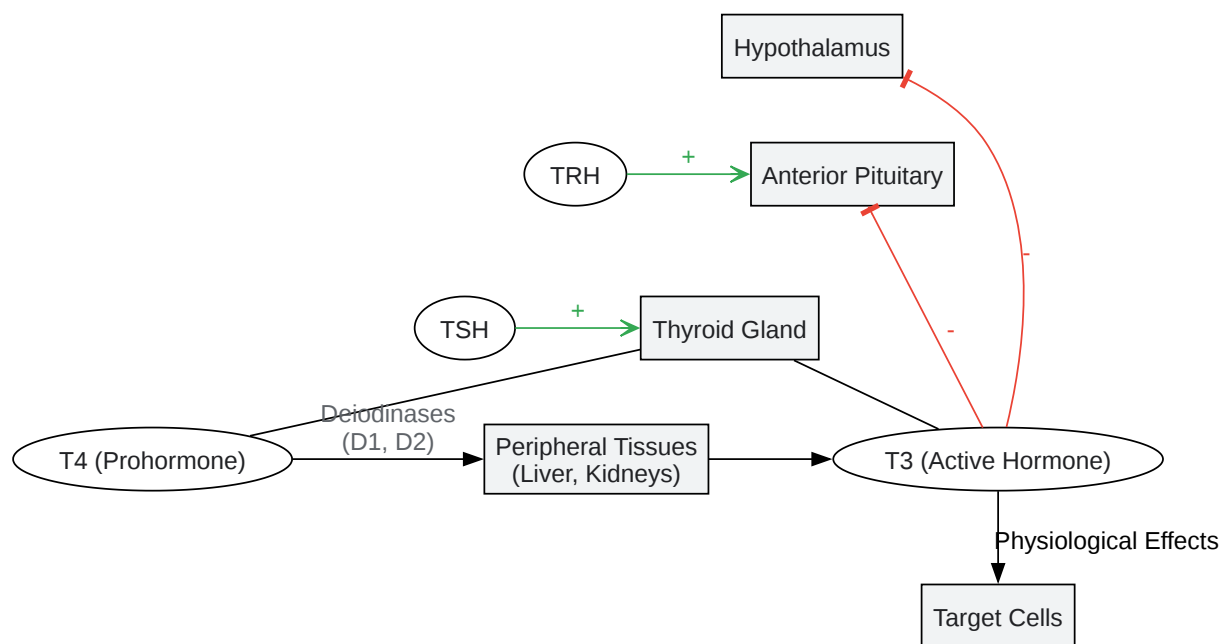 Hypothalamus
+
TRH
Anterior Pituitary
-
+
TSH
Thyroid Gland
-
Deiodinases
(D1, D2)
T4 (Prohormone)
Peripheral Tissues
(Liver, Kidneys)
T3 (Active Hormone)
Physiological Effects
Target Cells